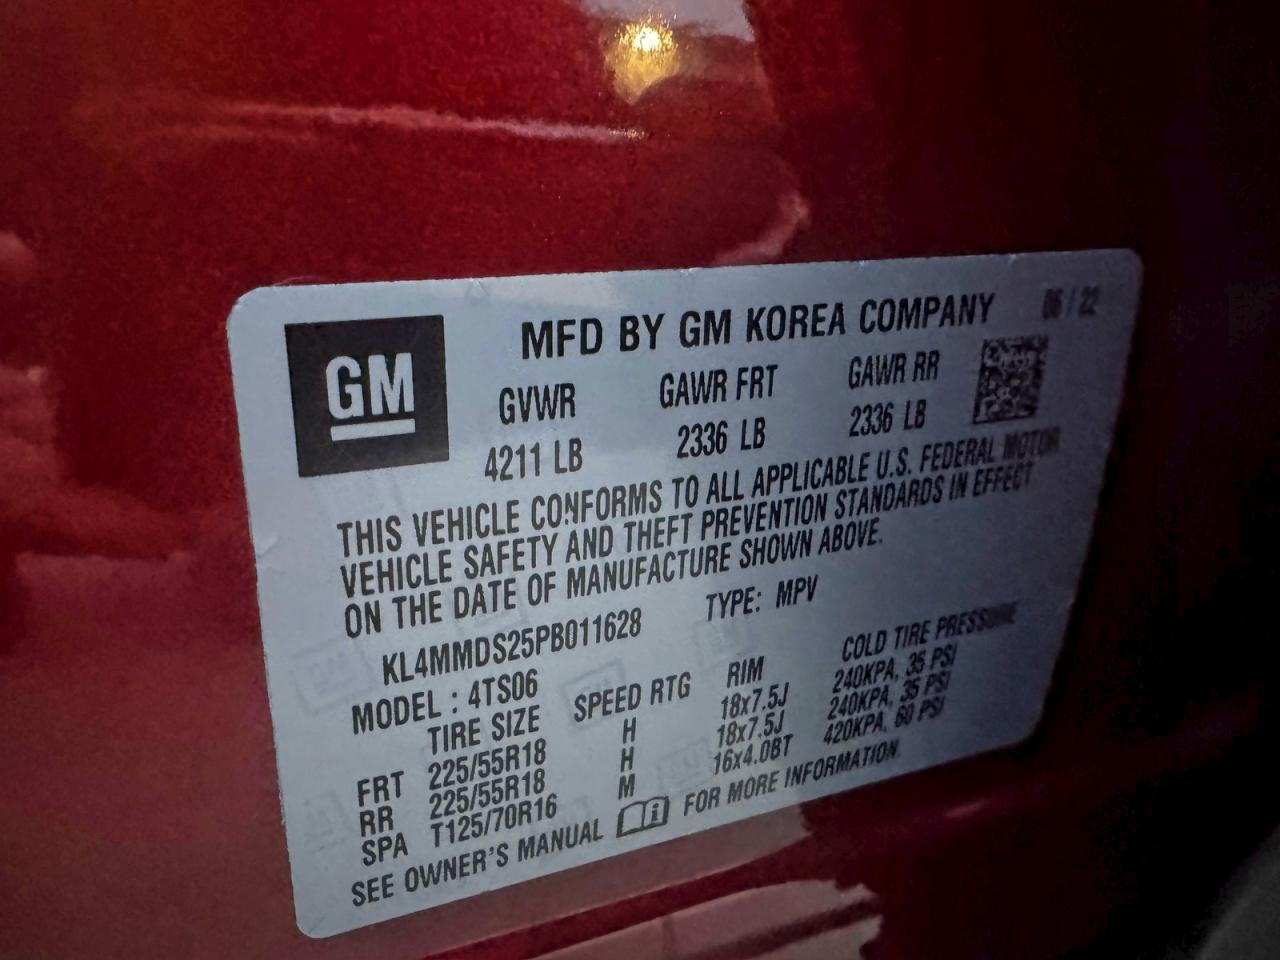 MFD BY GM KOREA COMPANY 06 / 22
GM
GVWR GAWR FRT GAWR RR
4211 LB 2336 LB 2336 LB
THIS VEHICLE CONFORMS TO ALL APPLICABLE U.S. FEDERAL MOTOR
VEHICLE SAFETY AND THEFT PREVENTION STANDARDS IN EFFECT
ON THE DATE OF MANUFACTURE SHOWN ABOVE.
KL4MMDS25PB011628 TYPE: MPV
MODEL : 4TS06
TIRE SIZE SPEED RTG RIM COLD TIRE PRESSURE
FRT 225/55R18 H 18x7.5J 240KPA, 35 PSI
RR 225/55R18 H 18x7.5J 240KPA, 35 PSI
SPA T125/70R16 M 16x4.0BT 420KPA, 60 PSI
SEE OWNER'S MANUAL FOR MORE INFORMATION.